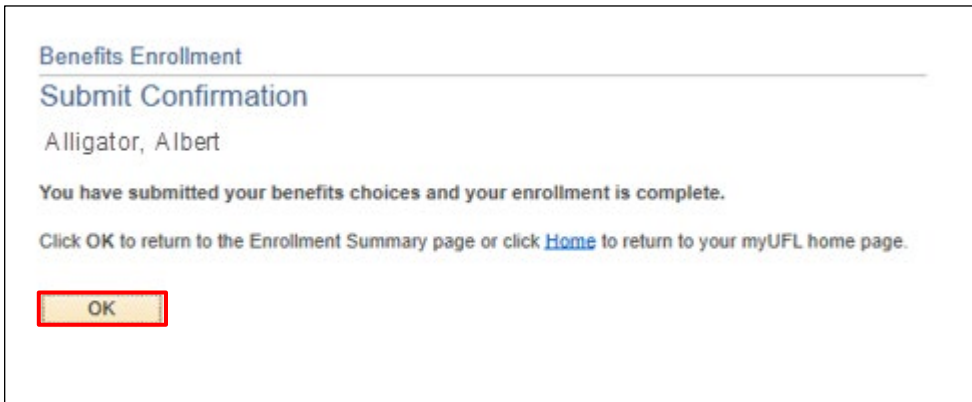 Benefits Enrollment
Submit Confirmation
Alligator, Albert
You have submitted your benefits choices and your enrollment is complete.
Click OK to return to the Enrollment Summary page or click Home to return to your myUFL home page.
OK